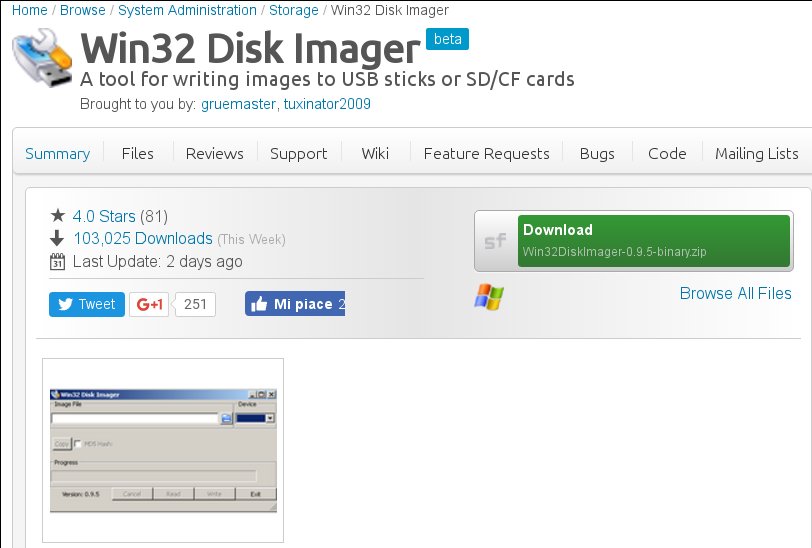 Home / Browse / System Administration / Storage / Win32 Disk Imager
Win32 Disk Imager beta
A tool for writing images to USB sticks or SD/CF cards
Brought to you by: gruemaster, tuxinator2009
Summary Files Reviews Support Wiki Feature Requests Bugs Code Mailing Lists
4.0 Stars (81)
103,025 Downloads (This Week)
31 Last Update: 2 days ago
sf Download
Win32DiskImager-0.9.5-binary.zip
Browse All Files
Tweet G+1 251 Mi piace 2
Win32 Disk Imager
Image File Device
Copy MD5 Hash:
Progress
Version: 0.9.5 Cancel Read Write Exit